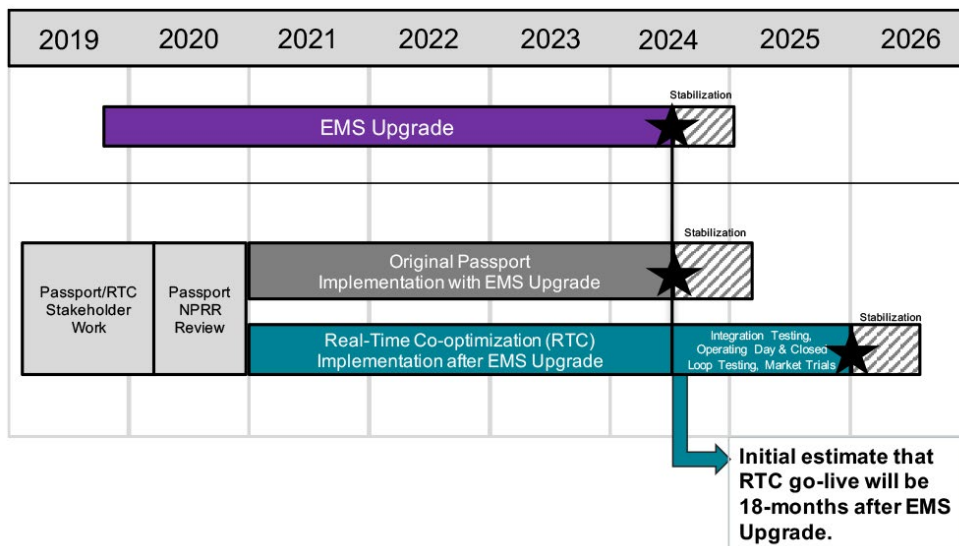 2019 2020 2021 2022 2023 2024 2025 2026
Stabilization
EMS Upgrade
Stabilization
Original Passport
Implementation with EMS Upgrade
Passport/RTC
Stakeholder
Work
Passport
NPRR
Review
Stabilization
Real-Time Co-optimization (RTC)
Implementation after EMS Upgrade
Integration Testing,
Operating Day & Closed
Loop Testing, Market Trials
Initial estimate that
RTC go-live will be
18-months after EMS
Upgrade.